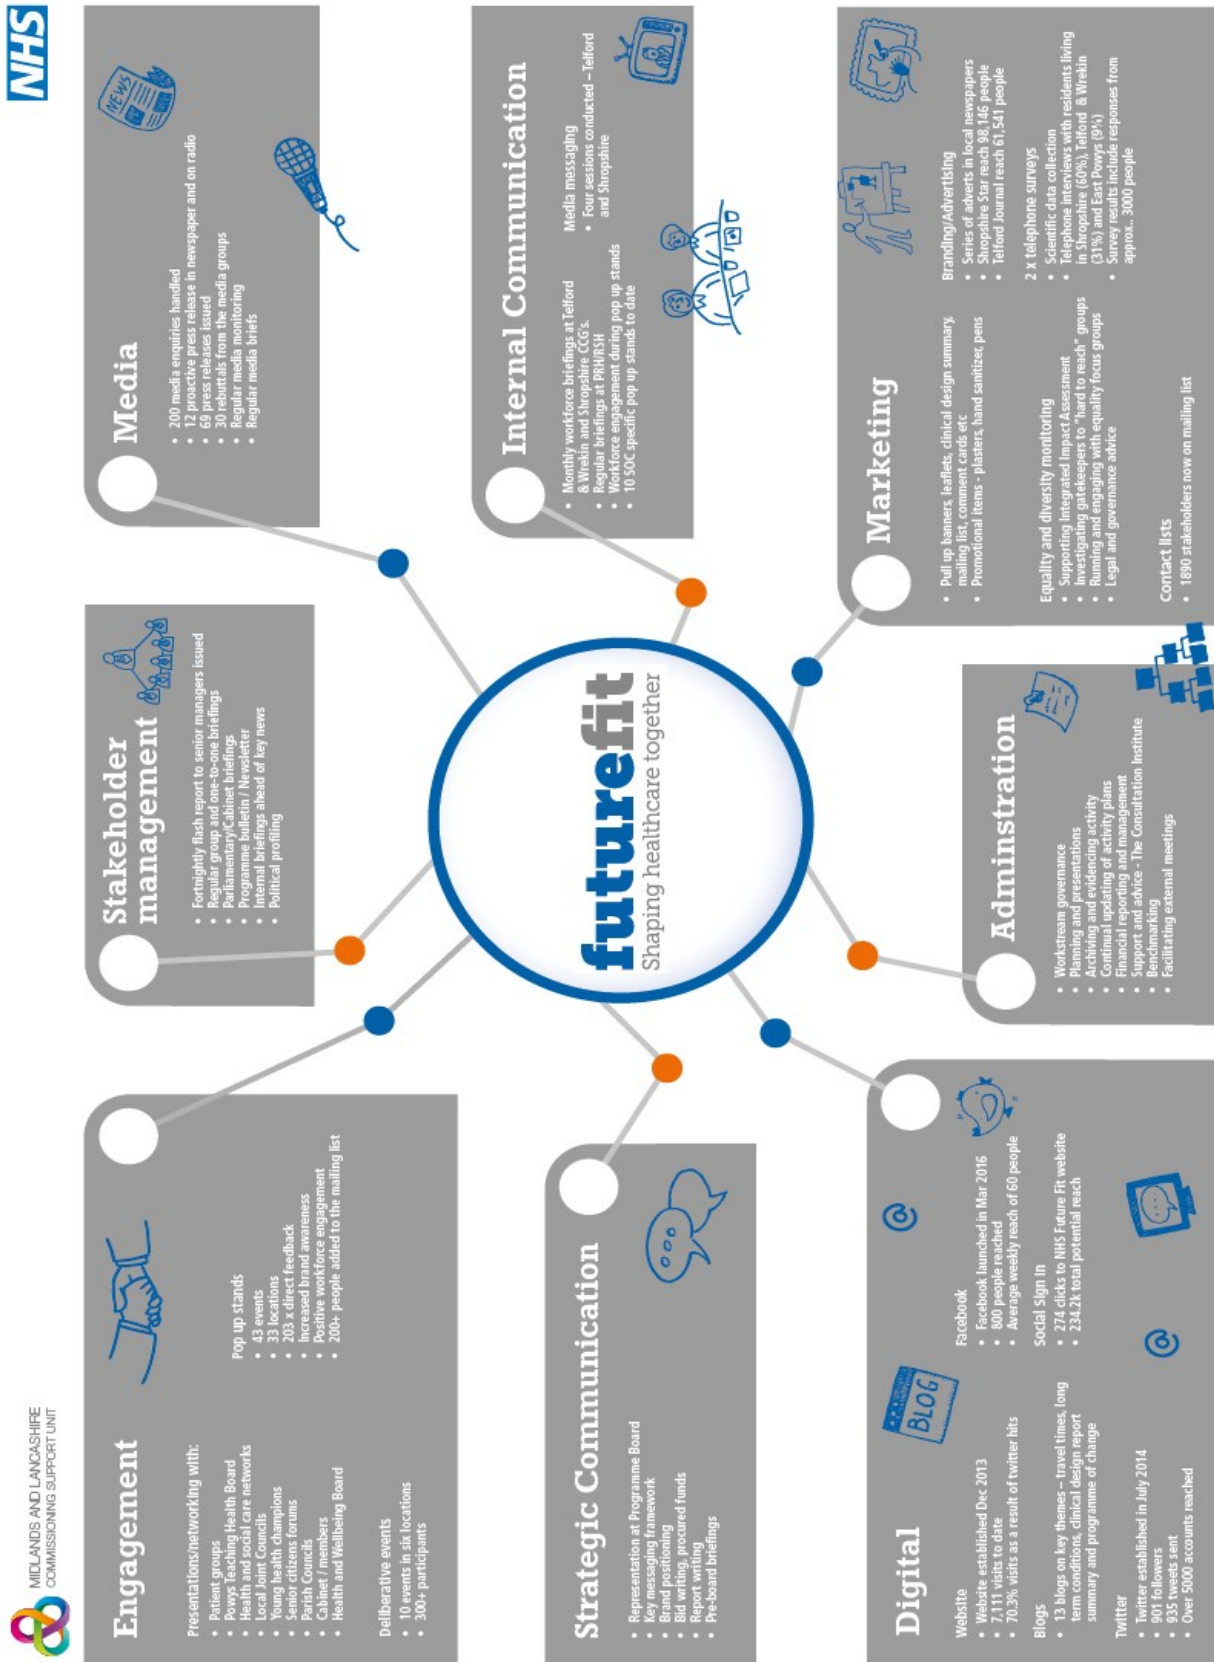 MIDLANDS AND LANCASHIRE
COMMISSIONING SUPPORT UNIT
NHS
Engagement
Presentations/networking with:
• Patient groups
• Powys Teaching Health Board
• Health and social care networks
• Local Joint Councils
• Young health champions
• Senior citizens forums
• Parish Councils
• Cabinet / members
• Health and Wellbeing Board
Deliberative events
• 10 events in six locations
• 300+ participants
Pop up stands
• 43 events
• 33 locations
• 203 x direct feedback
• Increased brand awareness
• Positive workforce engagement
• 200+ people added to the mailing list
Stakeholder
management
• Fortnightly flash report to senior managers issued
• Regular group and one-to-one briefings
• Parliamentary/Cabinet briefings
• Programme bulletin / Newsletter
• Internal briefings ahead of key news
• Political profiling
Media
• 200 media enquiries handled
• 12 proactive press release in newspaper and on radio
• 69 press releases issued
• 30 rebuttals from the media groups
• Regular media monitoring
• Regular media briefs
NEWS
Strategic Communication
• Representation at Programme Board
• Key messaging framework
• Brand positioning
• Bid writing, procured funds
• Report writing
• Pre-board briefings
futurefit
Shaping healthcare together
Internal Communication
• Monthly workforce briefings at Telford
& Wrekin and Shropshire CCG's.
• Regular briefings at PRH/RSH
• Workforce engagement during pop up stands
• 10 SOC specific pop up stands to date
Media messaging
• Four sessions conducted – Telford
and Shropshire
Digital
Website
• Website established Dec 2013
• 7,111 visits to date
• 70.3% visits as a result of twitter hits
Blogs
• 13 blogs on key themes – travel times, long
term conditions, clinical design report
summary and programme of change
Twitter
• Twitter established in July 2014
• 901 followers
• 935 tweets sent
• Over 5000 accounts reached
BLOG
Facebook
• Facebook launched in Mar 2016
• 800 people reached
• Average weekly reach of 60 people
Social Sign In
• 274 clicks to NHS Future Fit website
• 234.2k total potential reach
@
@
Adminstration
• Workstream governance
• Planning and presentations
• Archiving and evidencing activity
• Continual updating of activity plans
• Financial reporting and management
• Support and advice - The Consultation Institute
• Benchmarking
• Facilitating external meetings
Marketing
• Pull up banners, leaflets, clinical design summary,
mailing list, comment cards etc
• Promotional items - plasters, hand sanitizer, pens
Equality and diversity monitoring
• Supporting Integrated Impact Assessment
• Investigating gatekeepers to "hard to reach" groups
• Running and engaging with equality focus groups
• Legal and governance advice
Contact lists
• 1890 stakeholders now on mailing list
Branding/Advertising
• Series of adverts in local newspapers
• Shropshire Star reach 98,146 people
• Telford Journal reach 61,541 people
2 x telephone surveys
• Scientific data collection
• Telephone interviews with residents living
in Shropshire (60%), Telford & Wrekin
(31%) and East Powys (9%)
• Survey results include responses from
approx.. 3000 people